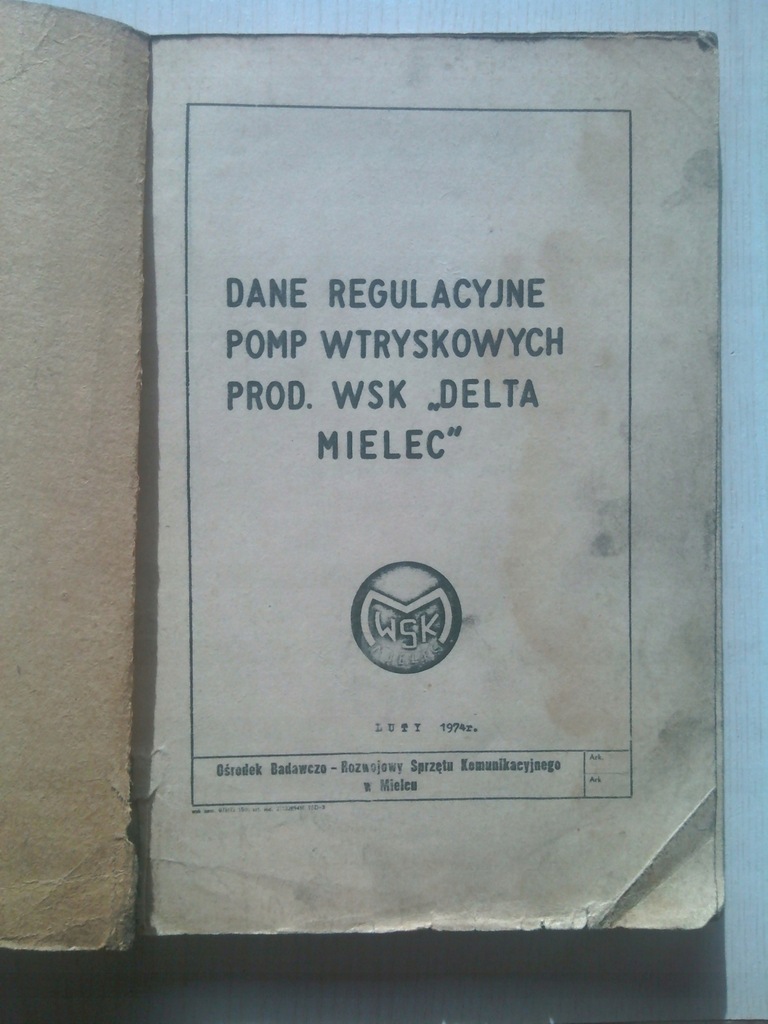 DANE REGULACYJNE
POMP WTRYSKOWYCH
PROD. WSK „DELTA
MIELEC”
WSK
MIELEC
LUTY 1974r.
Ośrodek Badawczo - Rozwojowy Sprzętu Komunikacyjnego
w Mielcu
Ark.
Ark